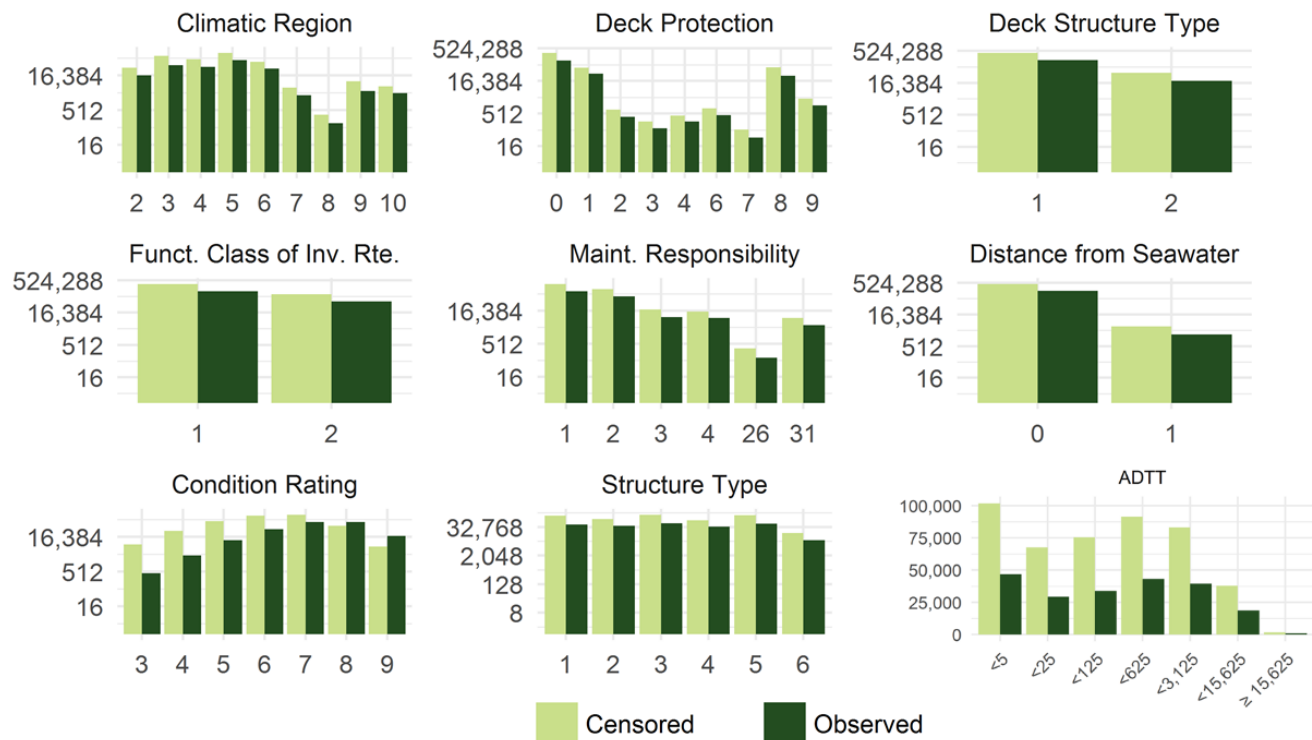 Climatic Region
16,384
512
16
2 3 4 5 6 7 8 9 10
Deck Protection
524,288
16,384
512
16
0 1 2 3 4 6 7 8 9
Deck Structure Type
524,288
16,384
512
16
1 2
Funct. Class of Inv. Rte.
524,288
16,384
512
16
1 2
Maint. Responsibility
16,384
512
16
1 2 3 4 26 31
Distance from Seawater
524,288
16,384
512
16
0 1
Condition Rating
16,384
512
16
3 4 5 6 7 8 9
Structure Type
32,768
2,048
128
8
1 2 3 4 5 6
ADTT
100,000
75,000
50,000
25,000
0
<5 <25 <125 <625 <3,125 <15,625 ≥ 15,625
Censored Observed